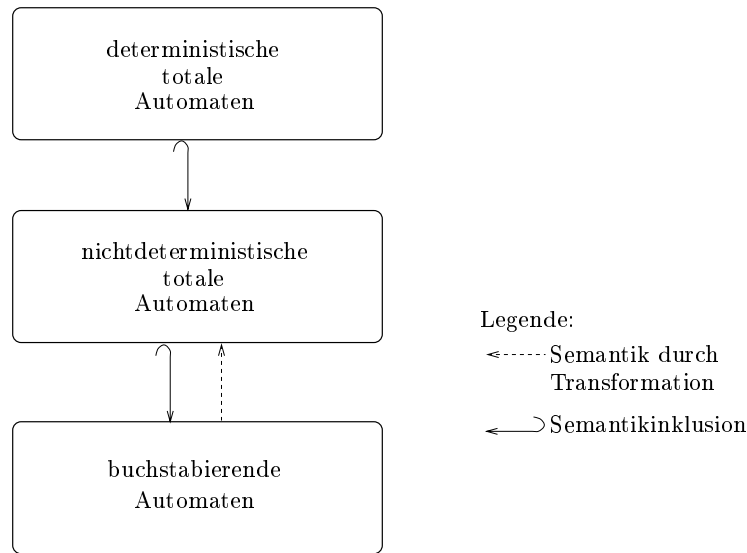 deterministische
totale
Automaten
nichtdeterministische
totale
Automaten
Legende:
Semantik durch
Transformation
Semantikinklusion
buchstabierende
Automaten